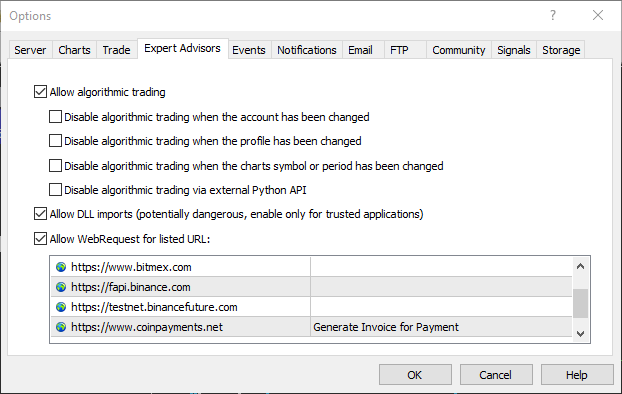 Options
Server Charts Trade Expert Advisors Events Notifications Email FTP Community Signals Storage
Allow algorithmic trading
Disable algorithmic trading when the account has been changed
Disable algorithmic trading when the profile has been changed
Disable algorithmic trading when the charts symbol or period has been changed
Disable algorithmic trading via external Python API
Allow DLL imports (potentially dangerous, enable only for trusted applications)
Allow WebRequest for listed URL:
https://www.bitmex.com
https://fapi.binance.com
https://testnet.binancefuture.com
https://www.coinpayments.net Generate Invoice for Payment
OK Cancel Help